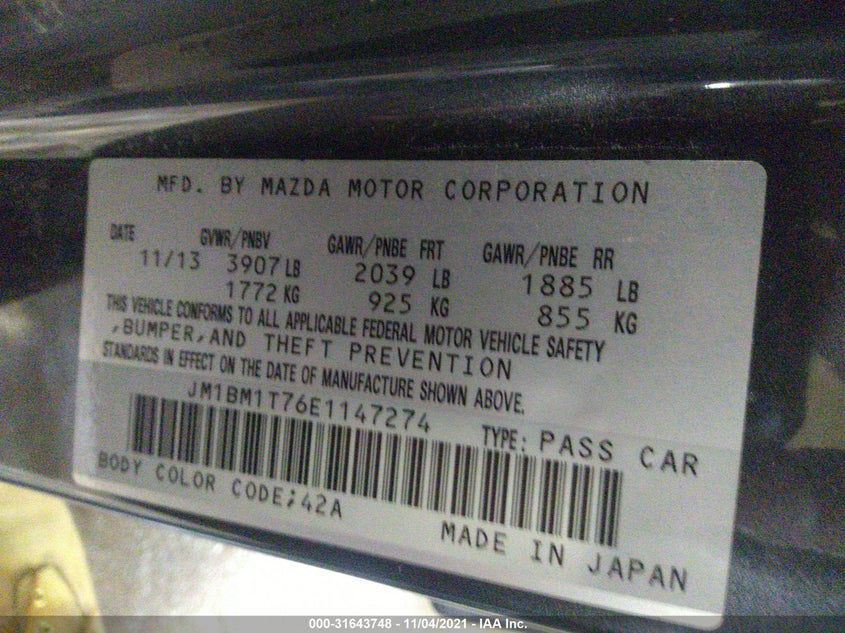 MFD. BY MAZDA MOTOR CORPORATION
DATE GVWR/PNBV GAWR/PNBE FRT GAWR/PNBE RR
11/13 3907 LB 2039 LB 1885 LB
1772 KG 925 KG 855 KG
THIS VEHICLE CONFORMS TO ALL APPLICABLE FEDERAL MOTOR VEHICLE SAFETY
,BUMPER,AND THEFT PREVENTION
STANDARDS IN EFFECT ON THE DATE OF MANUFACTURE SHOWN ABOVE.
JM1BM1T76E1147274 TYPE: PASS CAR
BODY COLOR CODE;42A
MADE IN JAPAN
000-31643748 - 11/04/2021 - IAA Inc.